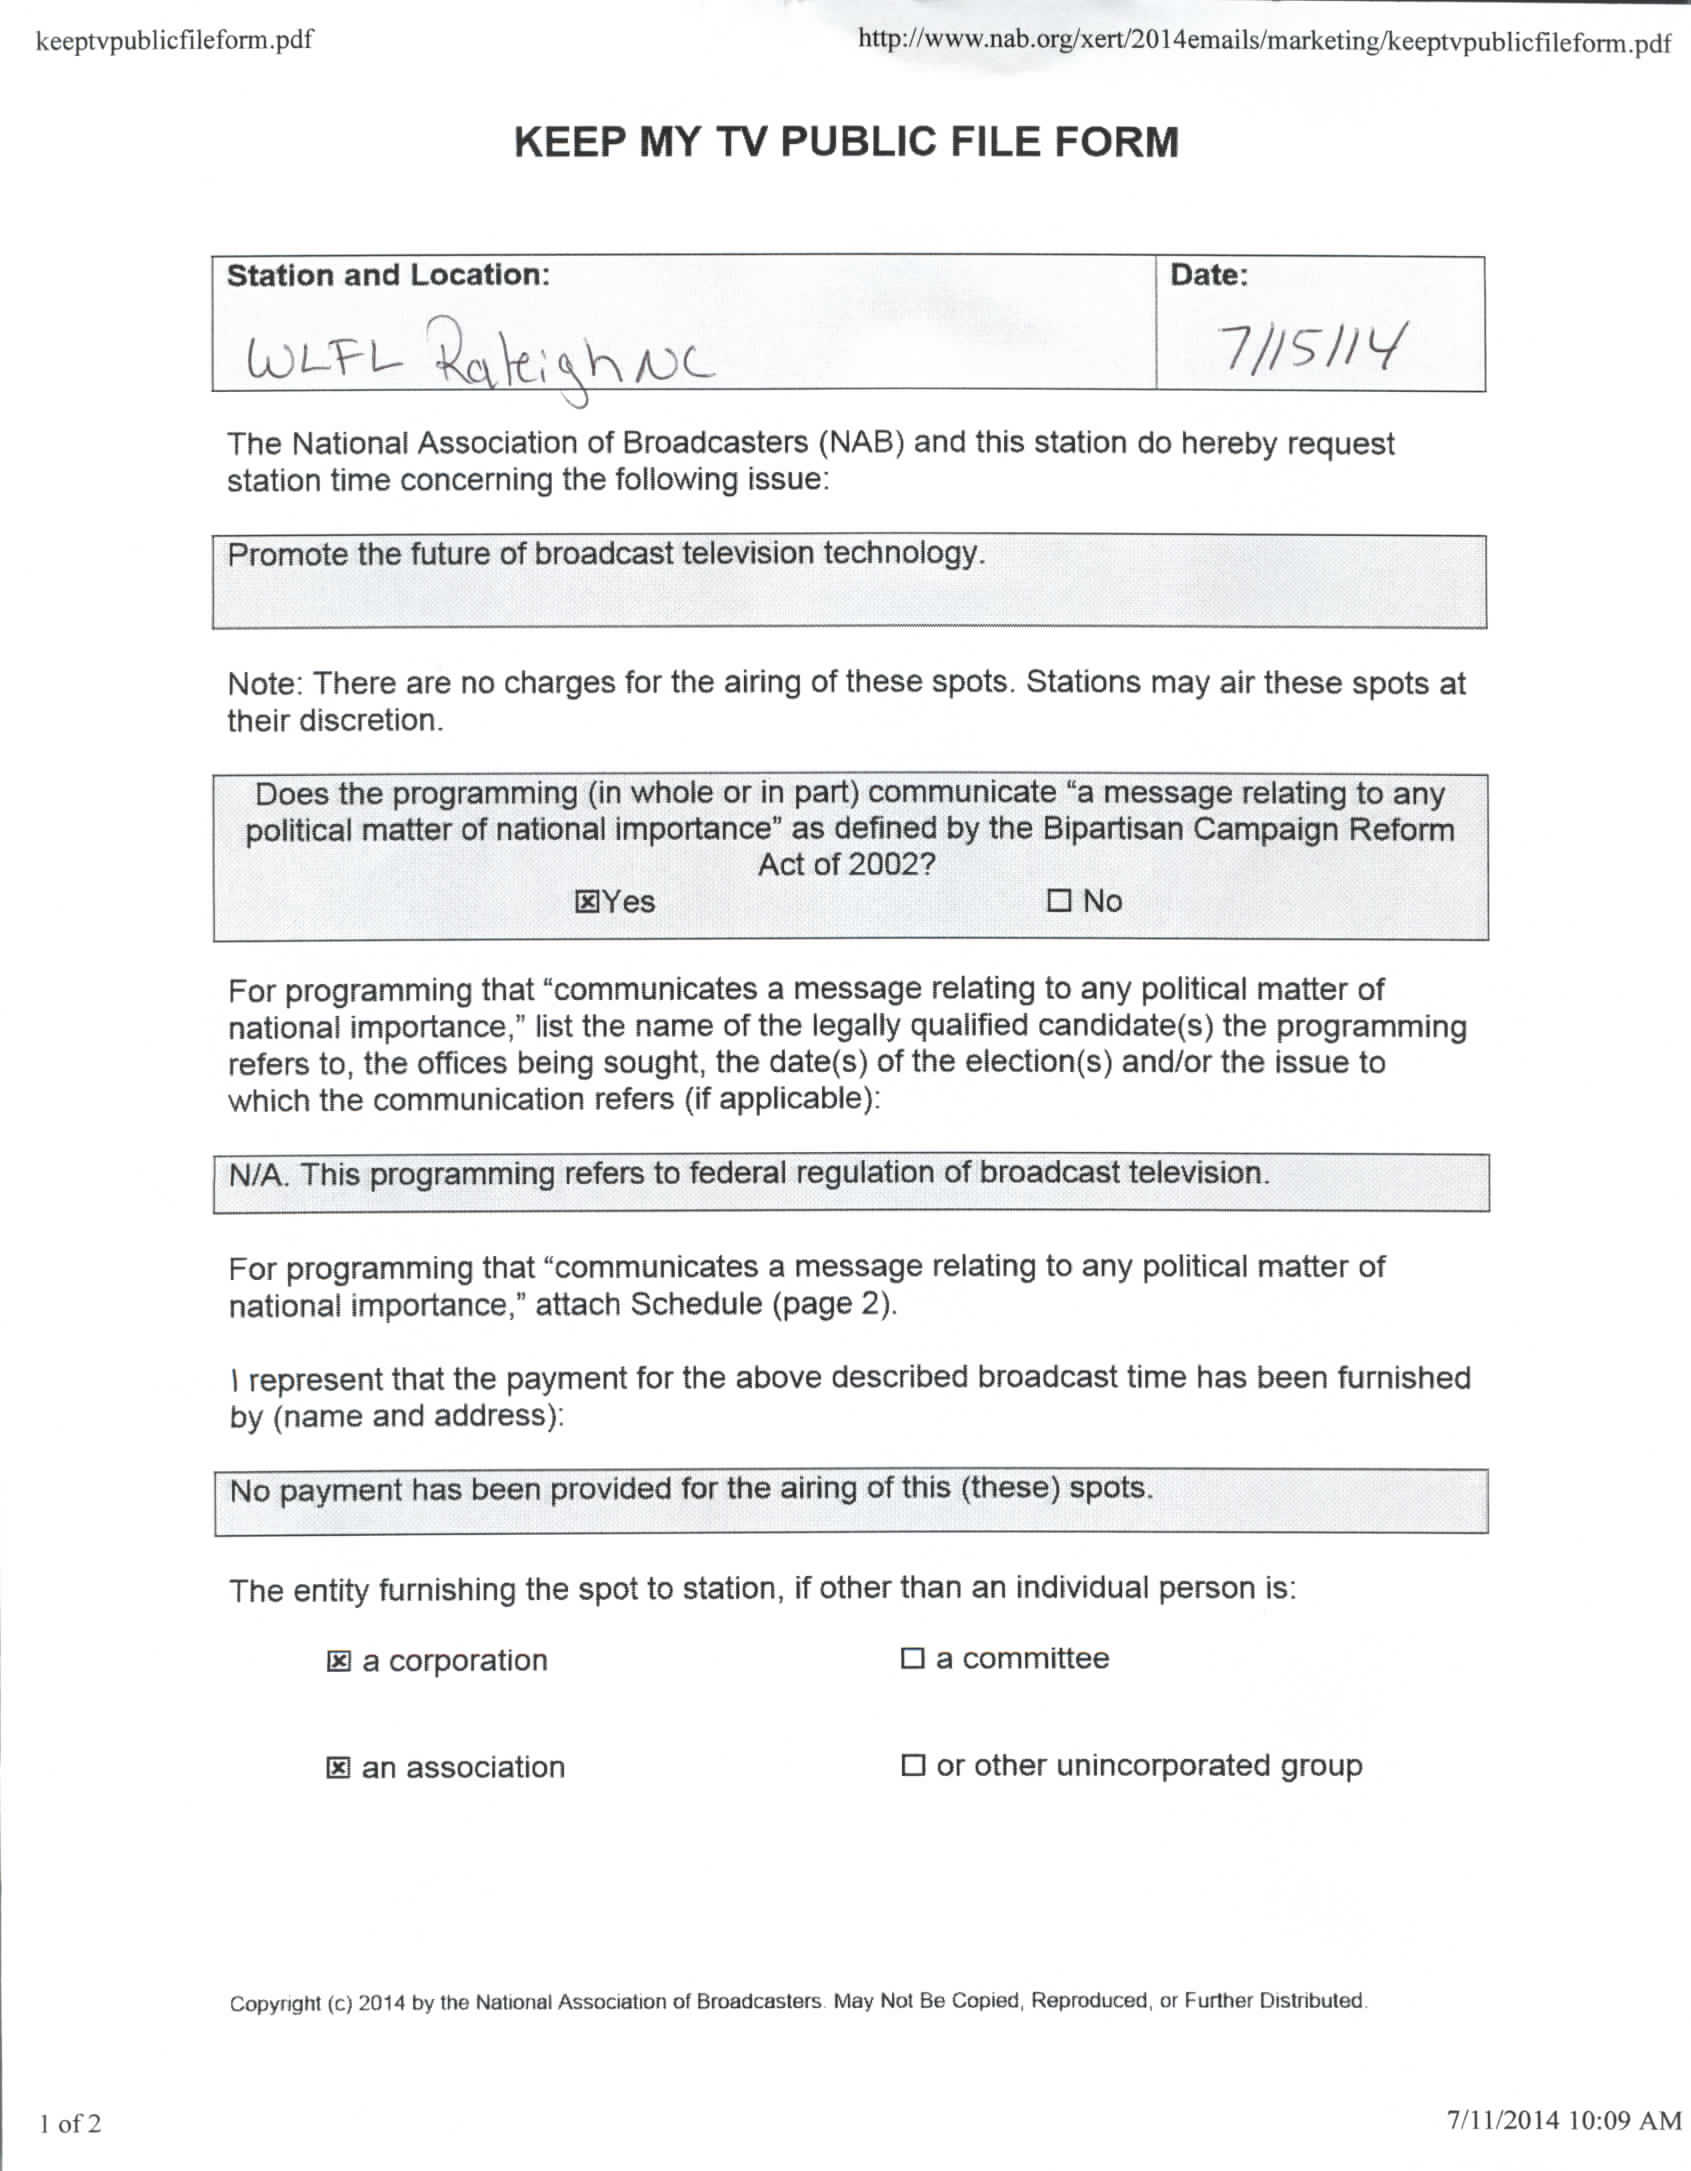 keeptvpublicfileform.pdf http://www.nab.org/xert/2014emails/marketing/keeptvpublicfileform.pdf
KEEP MY TV PUBLIC FILE FORM
Station and Location: Date:
WLFL Raleigh NC 7/15/14
The National Association of Broadcasters (NAB) and this station do hereby request
station time concerning the following issue:
Promote the future of broadcast television technology.
Note: There are no charges for the airing of these spots. Stations may air these spots at
their discretion.
Does the programming (in whole or in part) communicate “a message relating to any
political matter of national importance” as defined by the Bipartisan Campaign Reform
Act of 2002?
☒Yes ☐ No
For programming that “communicates a message relating to any political matter of
national importance,” list the name of the legally qualified candidate(s) the programming
refers to, the offices being sought, the date(s) of the election(s) and/or the issue to
which the communication refers (if applicable):
N/A. This programming refers to federal regulation of broadcast television.
For programming that “communicates a message relating to any political matter of
national importance,” attach Schedule (page 2).
I represent that the payment for the above described broadcast time has been furnished
by (name and address):
No payment has been provided for the airing of this (these) spots.
The entity furnishing the spot to station, if other than an individual person is:
☒ a corporation ☐ a committee
☒ an association ☐ or other unincorporated group
Copyright (c) 2014 by the National Association of Broadcasters. May Not Be Copied, Reproduced, or Further Distributed.
1 of 2 7/11/2014 10:09 AM